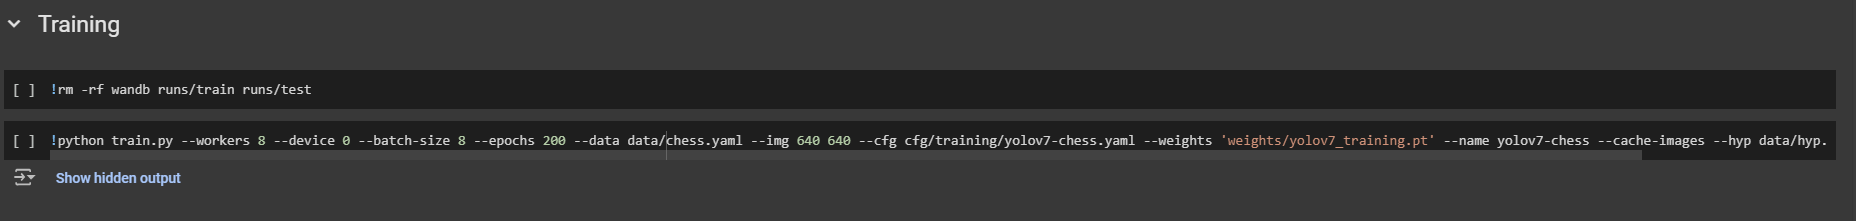 Training
[ ] !rm -rf wandb runs/train runs/test
[ ] !python train.py --workers 8 --device 0 --batch-size 8 --epochs 200 --data data/chess.yaml --img 640 640 --cfg cfg/training/yolov7-chess.yaml --weights 'weights/yolov7_training.pt' --name yolov7-chess --cache-images --hyp data/hyp.
Show hidden output